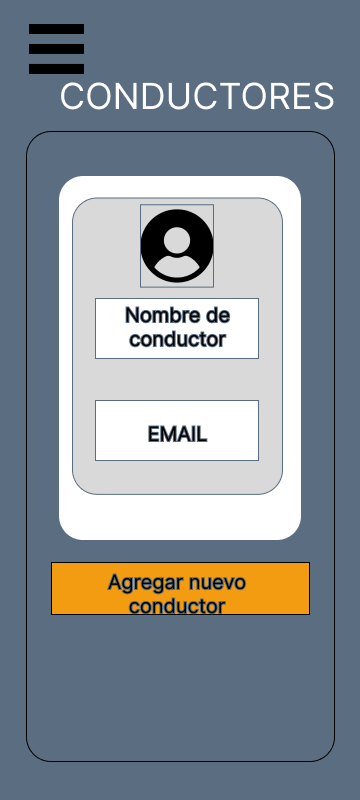 CONDUCTORES
Nombre de
conductor
EMAIL
Agregar nuevo
conductor